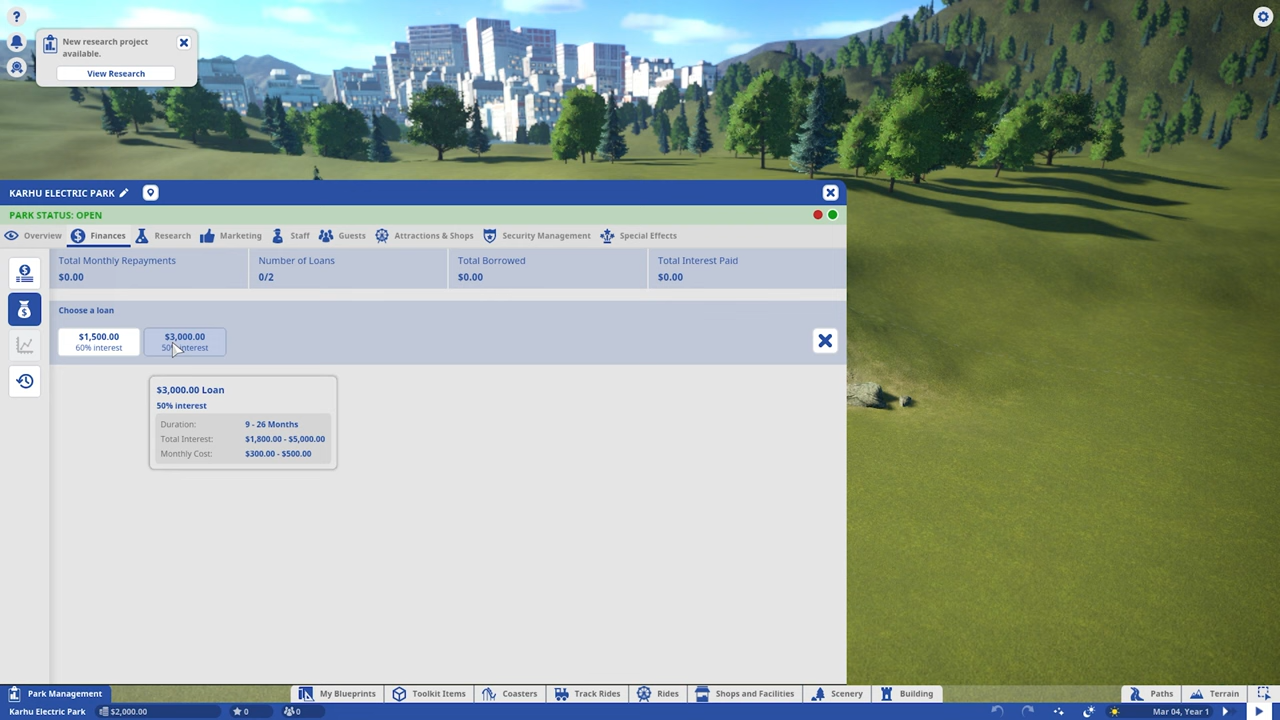 ?
New research project
available.
View Research
KARHU ELECTRIC PARK
PARK STATUS: OPEN
Overview
Finances
Research
Marketing
Staff
Guests
Attractions & Shops
Security Management
Special Effects
Total Monthly Repayments
$0.00
Number of Loans
0/2
Total Borrowed
$0.00
Total Interest Paid
$0.00
Choose a loan
$1,500.00
60% interest
$3,000.00
50% interest
$3,000.00 Loan
50% interest
Duration: 9 - 26 Months
Total Interest: $1,800.00 - $5,000.00
Monthly Cost: $300.00 - $500.00
Park Management
My Blueprints
Toolkit Items
Coasters
Track Rides
Rides
Shops and Facilities
Scenery
Building
Paths
Terrain
Karhu Electric Park
$2,000.00
0
0
Mar 04, Year 1